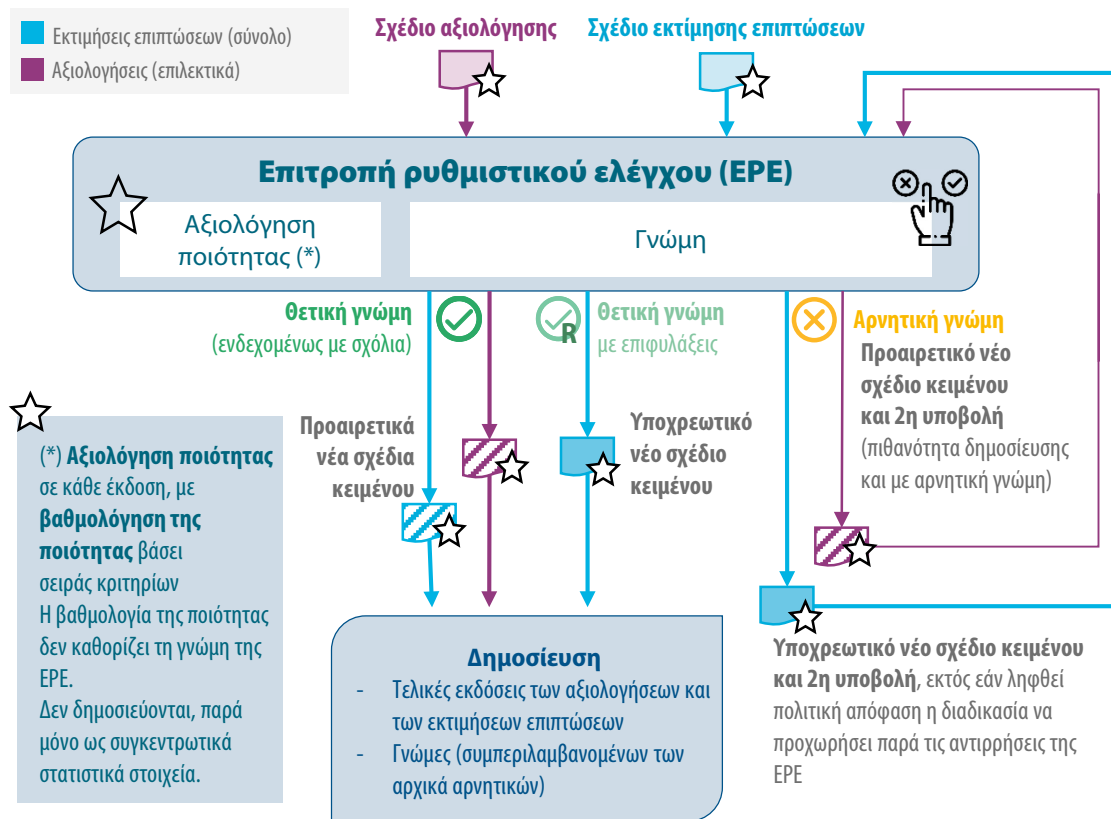 Εκτιμήσεις επιπτώσεων (σύνολο)
Αξιολογήσεις (επιλεκτικά)
Σχέδιο αξιολόγησης
Σχέδιο εκτίμησης επιπτώσεων
Επιτροπή ρυθμιστικού ελέγχου (ΕΡΕ)
Αξιολόγηση
ποιότητας (*)
Γνώμη
Θετική γνώμη
(ενδεχομένως με σχόλια)
R
Θετική γνώμη
με επιφυλάξεις
Αρνητική γνώμη
Προαιρετικό νέο
σχέδιο κειμένου
και 2η υποβολή
(πιθανότητα δημοσίευσης
και με αρνητική γνώμη)
Προαιρετικά
νέα σχέδια
κειμένου
Υποχρεωτικό
νέο σχέδιο
κειμένου
(*) Αξιολόγηση ποιότητας
σε κάθε έκδοση, με
βαθμολόγηση της
ποιότητας βάσει
σειράς κριτηρίων
Η βαθμολογία της ποιότητας
δεν καθορίζει τη γνώμη της
ΕΡΕ.
Δεν δημοσιεύονται, παρά
μόνο ως συγκεντρωτικά
στατιστικά στοιχεία.
Δημοσίευση
- Τελικές εκδόσεις των αξιολογήσεων και
των εκτιμήσεων επιπτώσεων
- Γνώμες (συμπεριλαμβανομένων των
αρχικά αρνητικών)
Υποχρεωτικό νέο σχέδιο κειμένου
και 2η υποβολή, εκτός εάν ληφθεί
πολιτική απόφαση η διαδικασία να
προχωρήσει παρά τις αντιρρήσεις της
ΕΡΕ